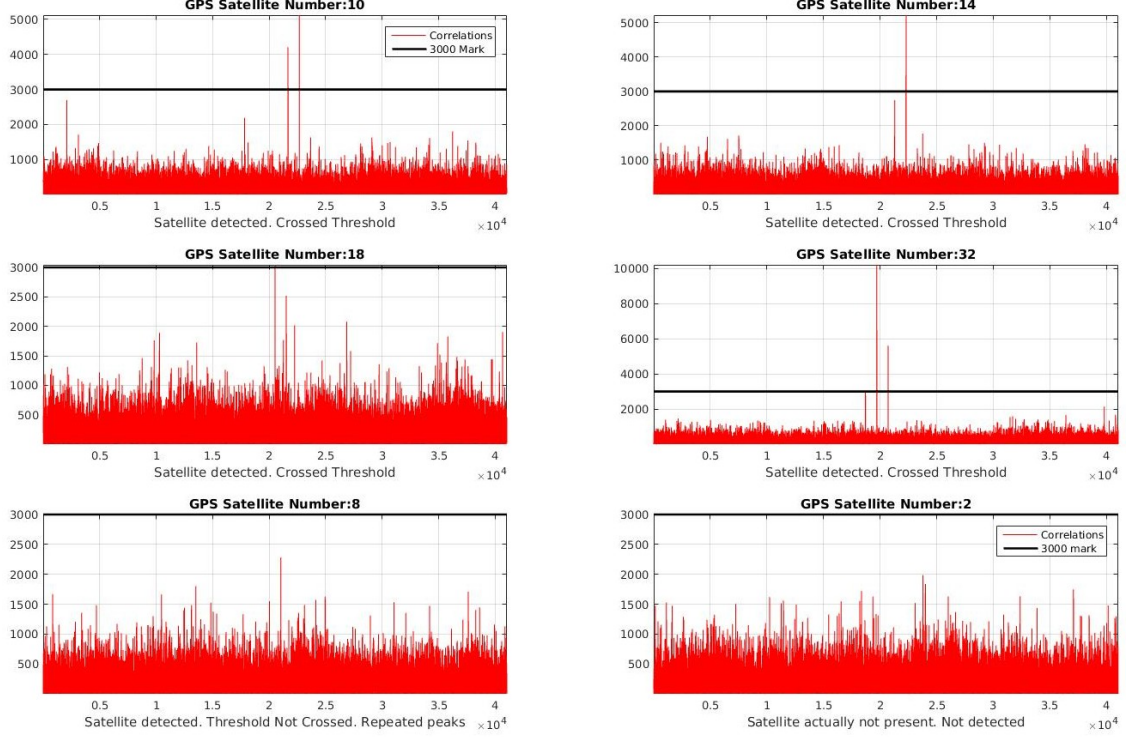 GPS Satellite Number:10
5000
4000
3000
2000
1000
Correlations
3000 Mark
0.5 1 1.5 2 2.5 3 3.5 4
×10⁴
Satellite detected. Crossed Threshold
GPS Satellite Number:14
5000
4000
3000
2000
1000
0.5 1 1.5 2 2.5 3 3.5 4
×10⁴
Satellite detected. Crossed Threshold
GPS Satellite Number:18
3000
2500
2000
1500
1000
500
0.5 1 1.5 2 2.5 3 3.5 4
×10⁴
Satellite detected. Crossed Threshold
GPS Satellite Number:32
10000
8000
6000
4000
2000
0.5 1 1.5 2 2.5 3 3.5 4
×10⁴
Satellite detected. Crossed Threshold
GPS Satellite Number:8
3000
2500
2000
1500
1000
500
0.5 1 1.5 2 2.5 3 3.5 4
×10⁴
Satellite detected. Threshold Not Crossed. Repeated peaks
GPS Satellite Number:2
3000
2500
2000
1500
1000
500
Correlations
3000 mark
0.5 1 1.5 2 2.5 3 3.5 4
×10⁴
Satellite actually not present. Not detected